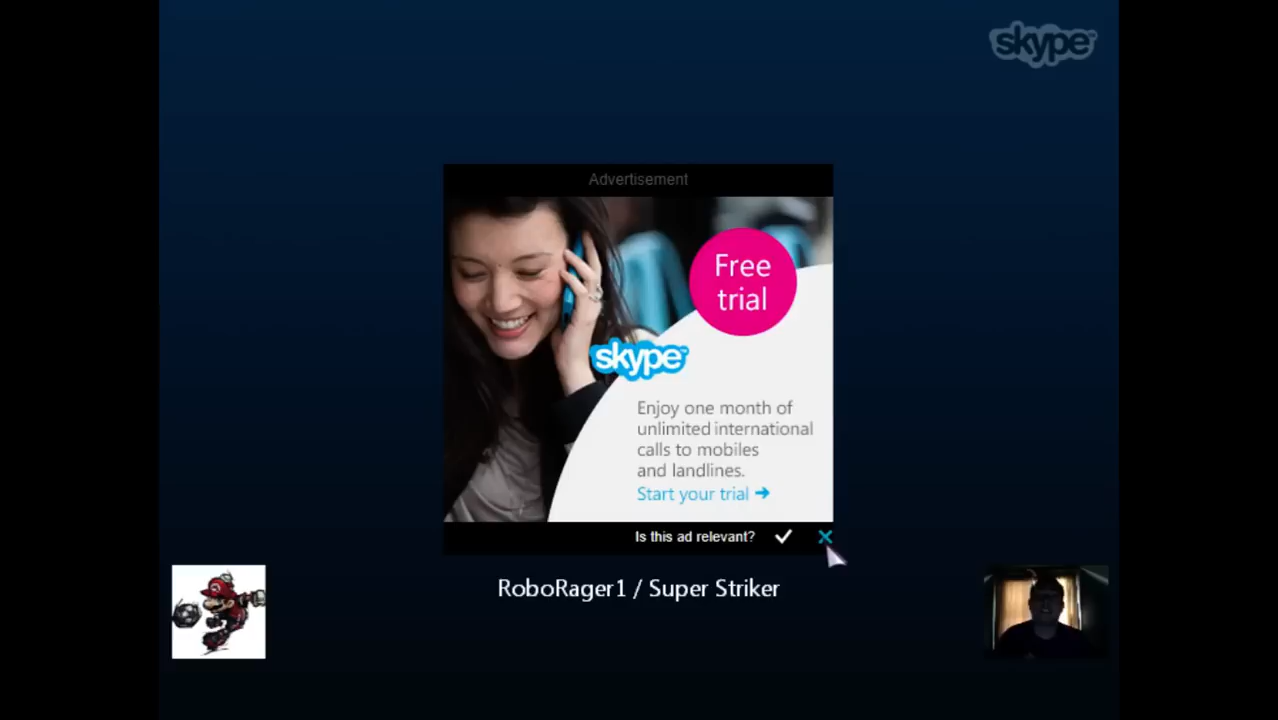 skype
Advertisement
Free
trial
skype
Enjoy one month of
unlimited international
calls to mobiles
and landlines.
Start your trial
Is this ad relevant?
RoboRager1 / Super Striker